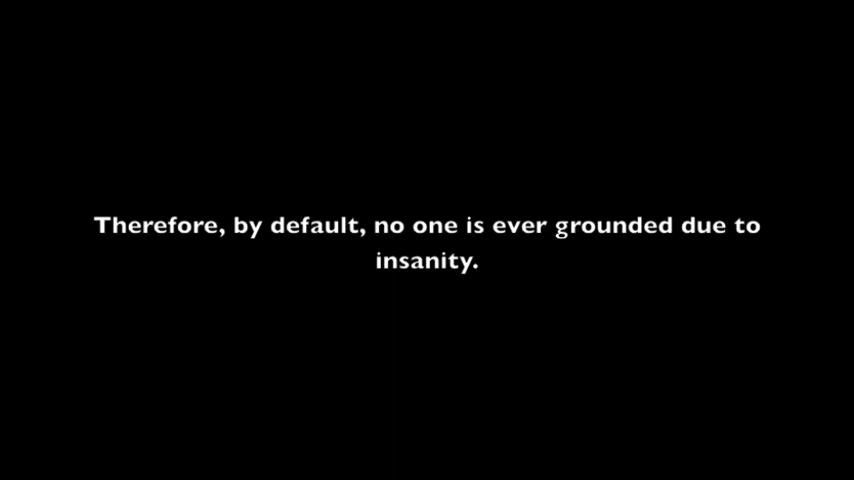 Therefore, by default, no one is ever grounded due to
insanity.